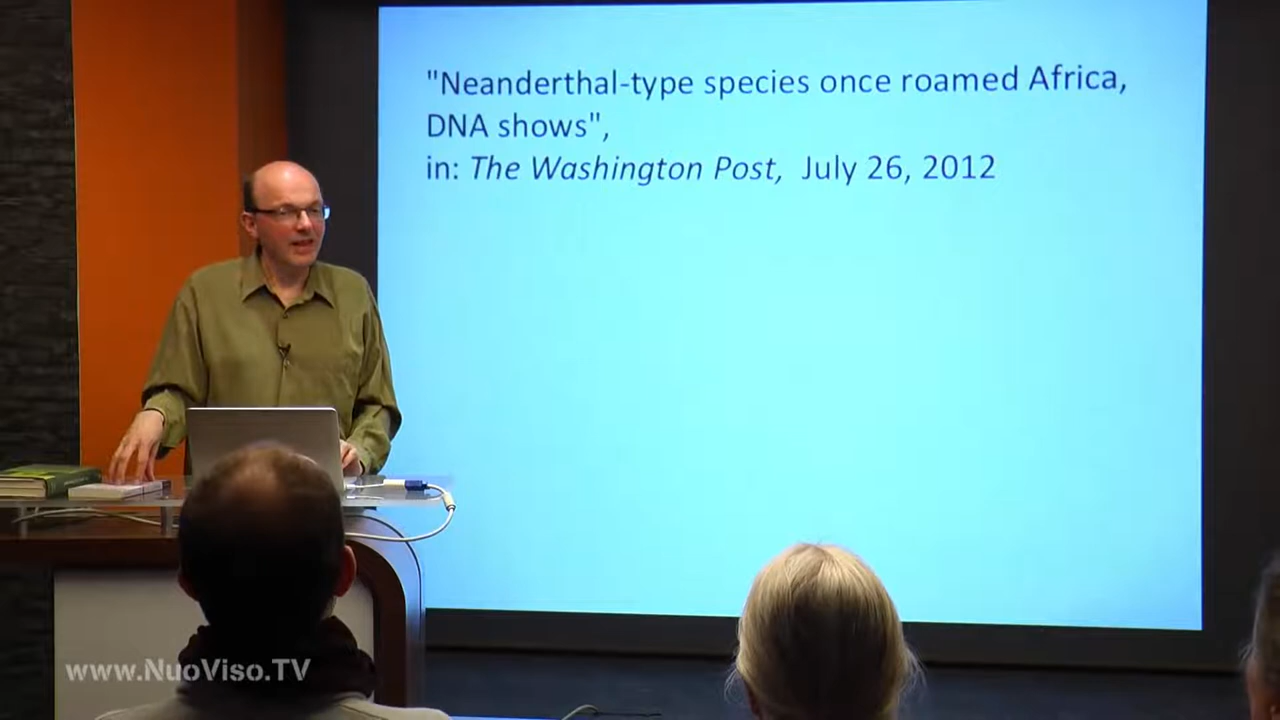 "Neanderthal-type species once roamed Africa,
DNA shows",
in: The Washington Post,  July 26, 2012
www.NuoViso.TV